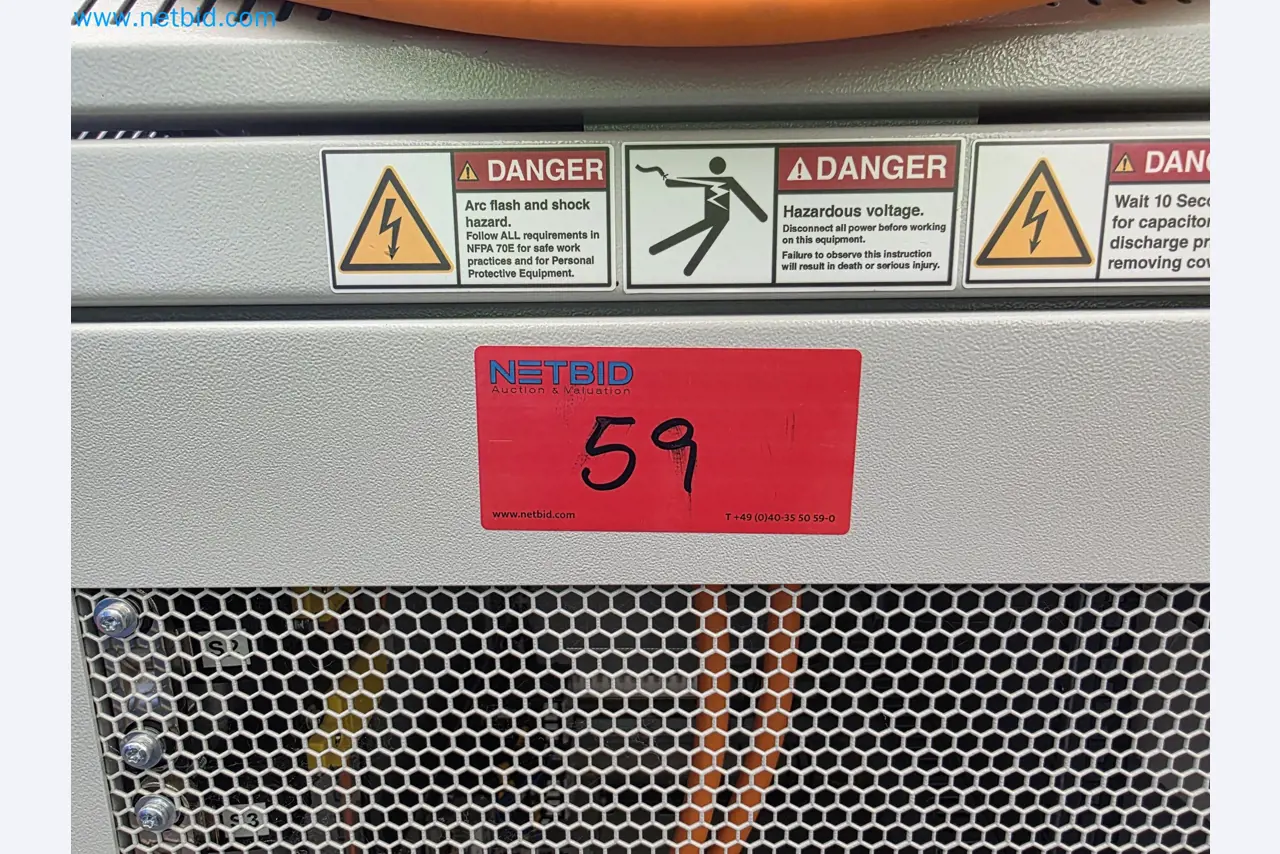 www.netbid.com
DANGER
Arc flash and shock
hazard.
Follow ALL requirements in
NFPA 70E for safe work
practices and for Personal
Protective Equipment.
DANGER
Hazardous voltage.
Disconnect all power before working
on this equipment.
Failure to observe this instruction
will result in death or serious injury.
DANG
Wait 10 Seco
for capacitor
discharge pr
removing cov
NETBID
Auction & Valuation
59
www.netbid.com
T +49 (0)40-35 50 59-0
S2
S3